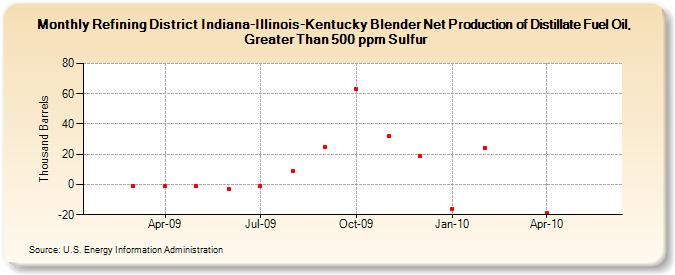 Monthly Refining District Indiana-Illinois-Kentucky Blender Net Production of Distillate Fuel Oil,
Greater Than 500 ppm Sulfur
Thousand Barrels
80
60
40
20
0
-20
Apr-09 Jul-09 Oct-09 Jan-10 Apr-10
Source: U.S. Energy Information Administration